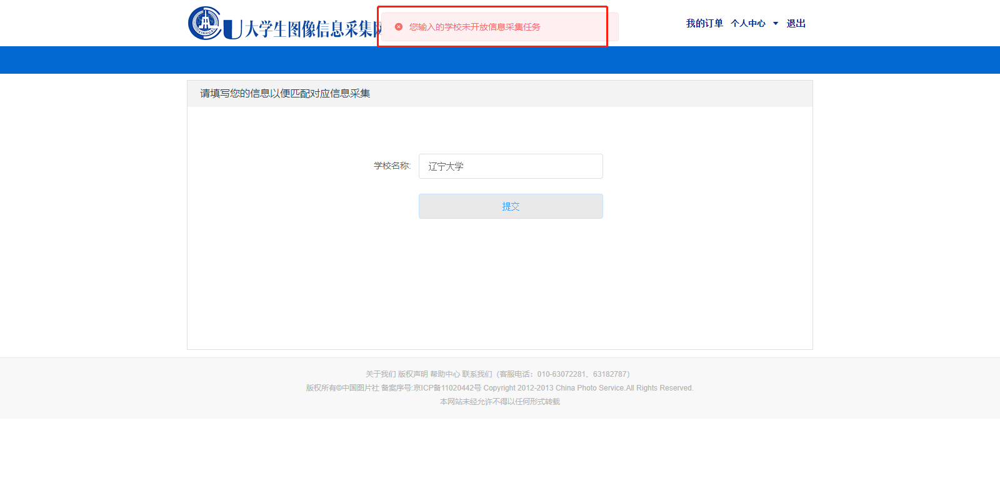 大学生图像信息采集网
您输入的学校未开放信息采集任务
我的订单 个人中心 退出
请填写您的信息以便匹配对应信息采集
学校名称: 辽宁大学
提交
关于我们 版权声明 帮助中心 联系我们（客服电话：010-63072281、63182787）
版权所有©中国图片社 备案序号:京ICP备11020442号 Copyright 2012-2013 China Photo Service.All Rights Reserved.
本网站未经允许不得以任何形式转载